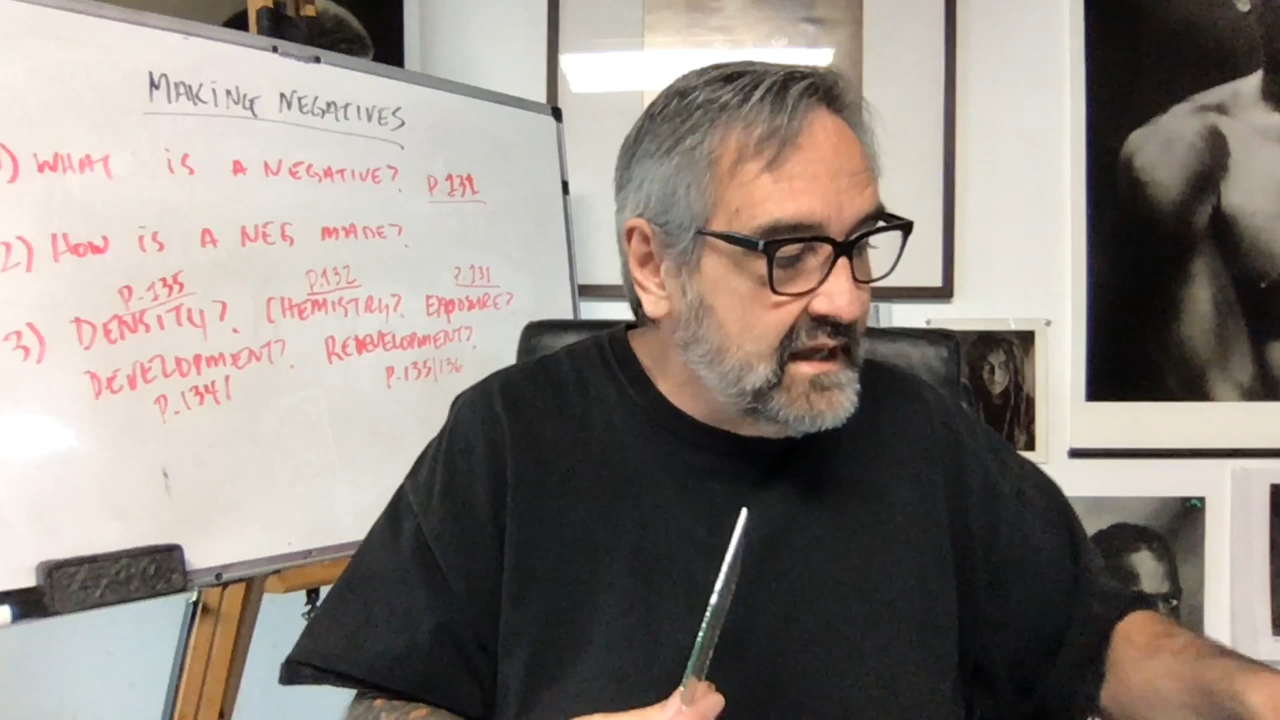 MAKING NEGATIVES
1) WHAT IS A NEGATIVE? P.131
2) HOW IS A NEG MADE?
P.135 P.132 P.131
3) DENSITY? CHEMISTRY? EXPOSURE?
DEVELOPMENT? REDEVELOPMENT?
P.134/ P.135/136